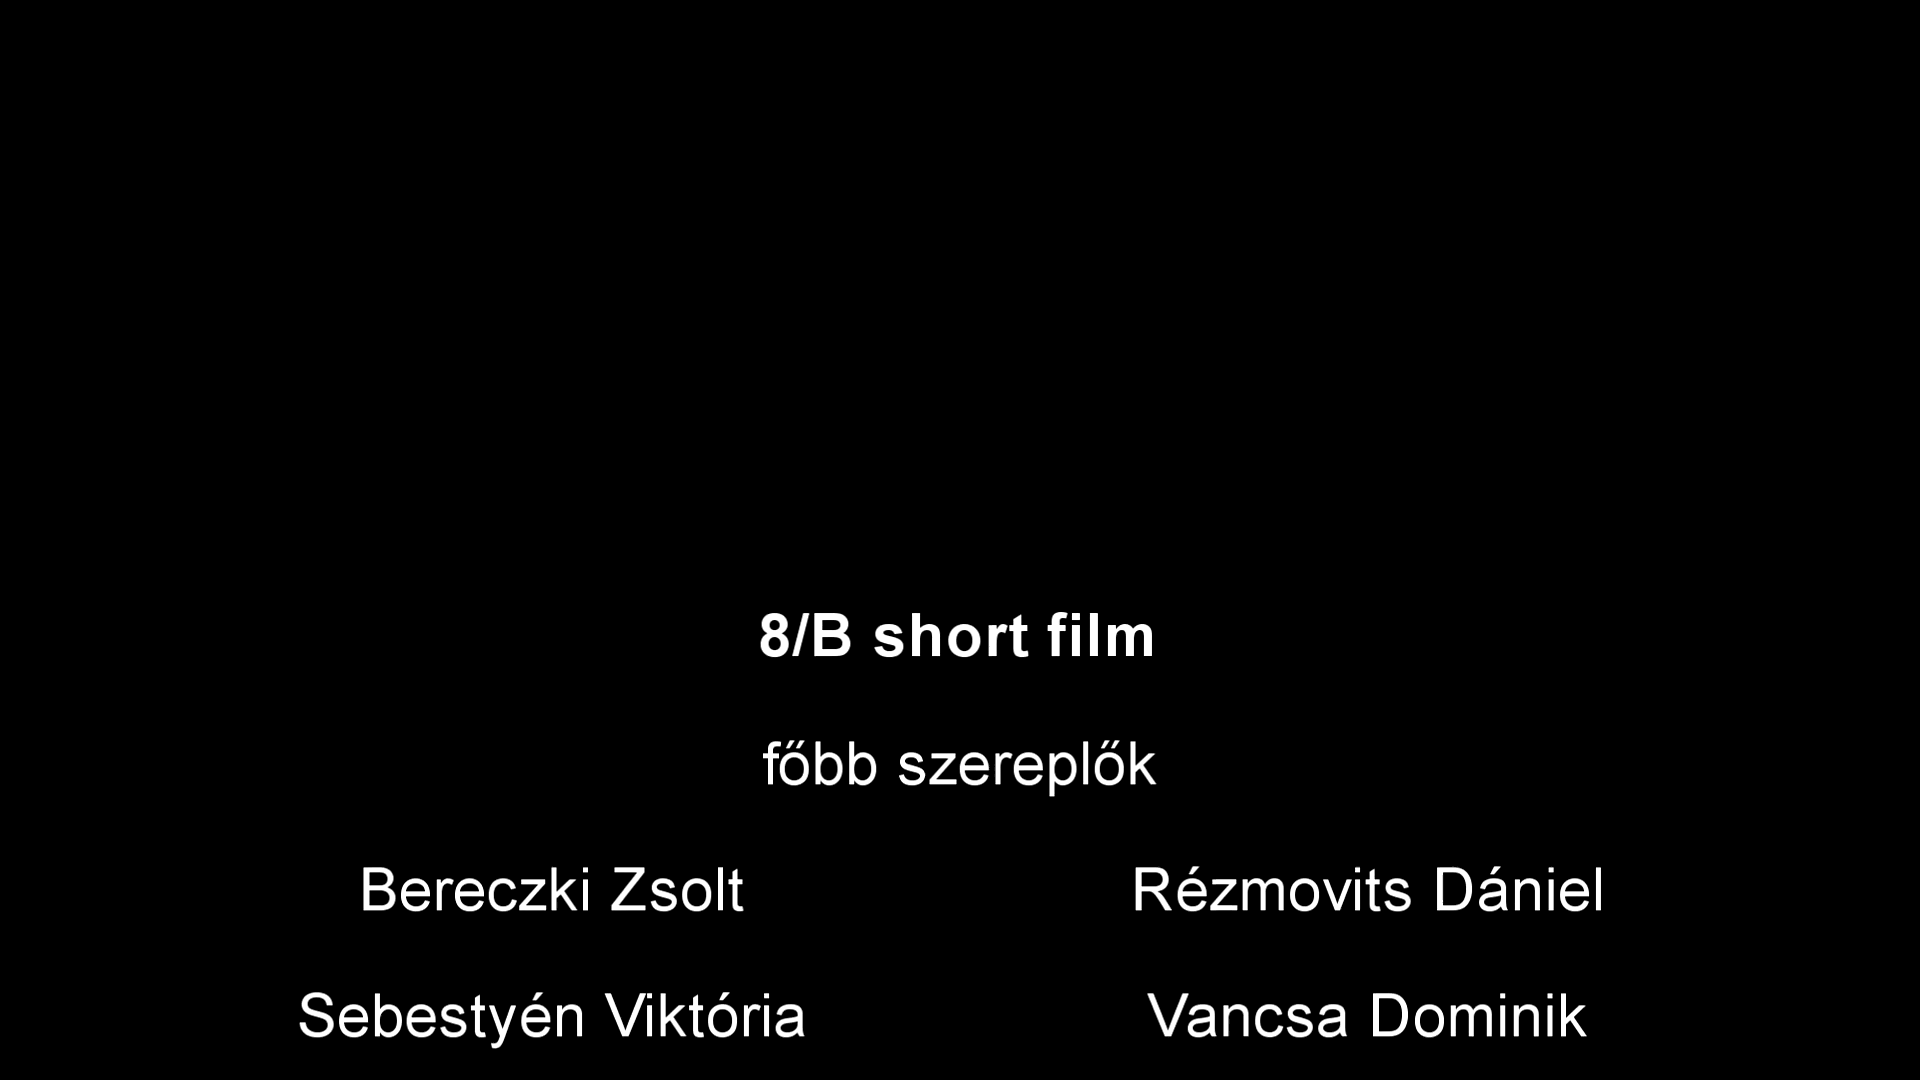 8/B short film
főbb szereplők
Bereczki Zsolt Rézmovits Dániel
Sebestyén Viktória Vancsa Dominik